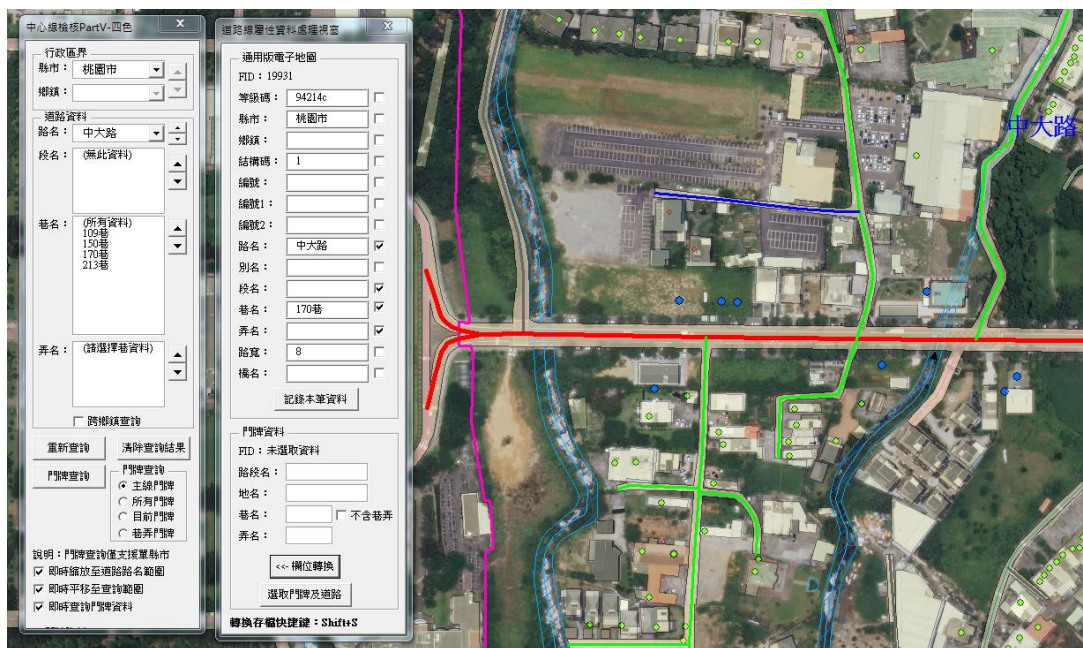 中心線檢核PartV-四色
行政區界
縣市： 桃園市
鄉鎮：
道路資料
路名： 中大路
段名： (無此資料)
巷名： (所有資料)
109巷
150巷
170巷
213巷
弄名： (請選擇巷資料)
跨鄉鎮查詢
重新查詢 清除查詢結果
門牌查詢
門牌查詢
主線門牌
所有門牌
目前門牌
巷弄門牌
說明：門牌查詢僅支援單縣市
即時縮放至道路路名範圍
即時平移至查詢範圍
即時查詢門牌資料
道路線屬性資料處理視窗
通用版電子地圖
FID：19931
等級碼： 94214c
縣市： 桃園市
鄉鎮：
結構碼： 1
編號：
編號1：
編號2：
路名： 中大路
別名：
段名：
巷名： 170巷
弄名：
路寬： 8
橋名：
記錄本筆資料
門牌資料
FID：未選取資料
路段名：
地名：
巷名： 不含巷弄
弄名：
<<-欄位轉換
選取門牌及道路
轉換存檔快捷鍵：Shift+S
中大路